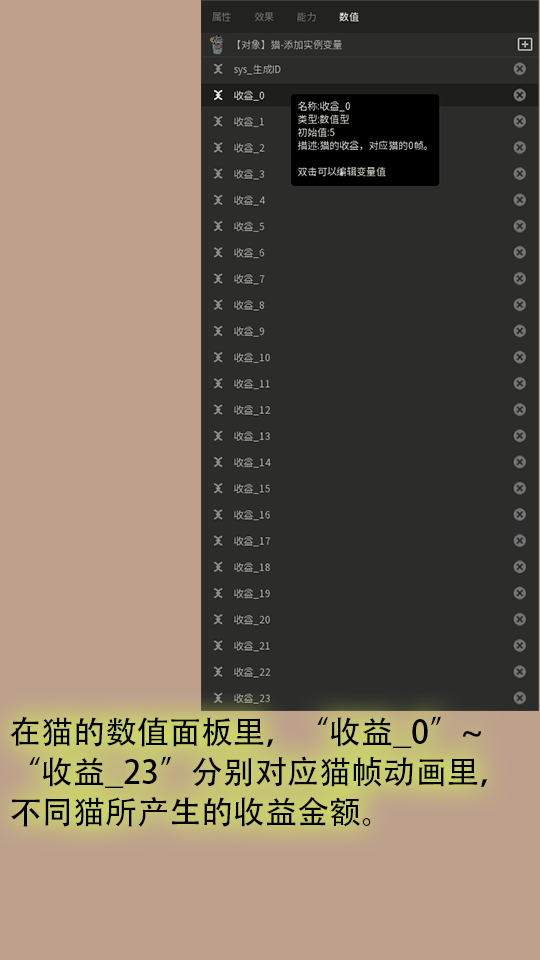 属性 效果 能力 数值
【对象】猫-添加实例变量
sys_生成ID
收益_0
名称:收益_0
类型:数值型
初始值:5
描述:猫的收益，对应猫的0帧。
双击可以编辑变量值
收益_1
收益_2
收益_3
收益_4
收益_5
收益_6
收益_7
收益_8
收益_9
收益_10
收益_11
收益_12
收益_13
收益_14
收益_15
收益_16
收益_17
收益_18
收益_19
收益_20
收益_21
收益_22
收益_23
在猫的数值面板里，“收益_0”~
“收益_23”分别对应猫帧动画里，
不同猫所产生的收益金额。